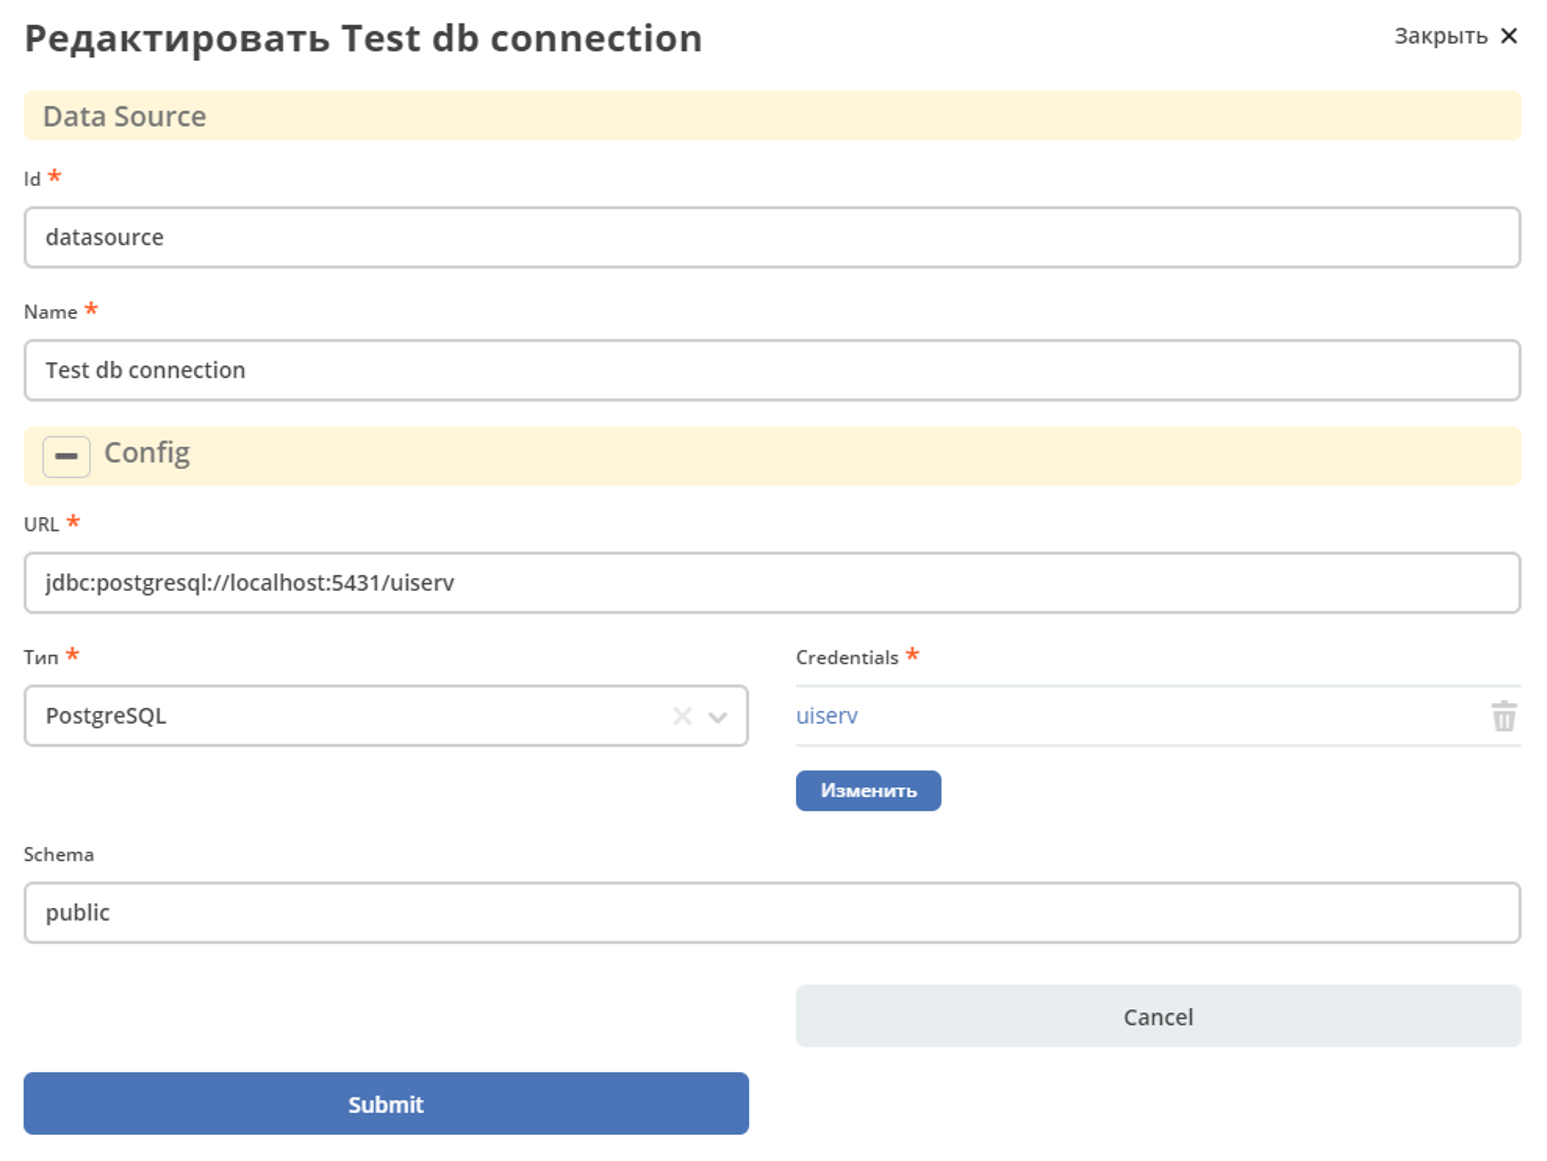 Редактировать Test db connection
Закрыть
Data Source
Id *
datasource
Name *
Test db connection
Config
URL *
jdbc:postgresql://localhost:5431/uiserv
Тип *
PostgreSQL
Credentials *
uiserv
Изменить
Schema
public
Cancel
Submit